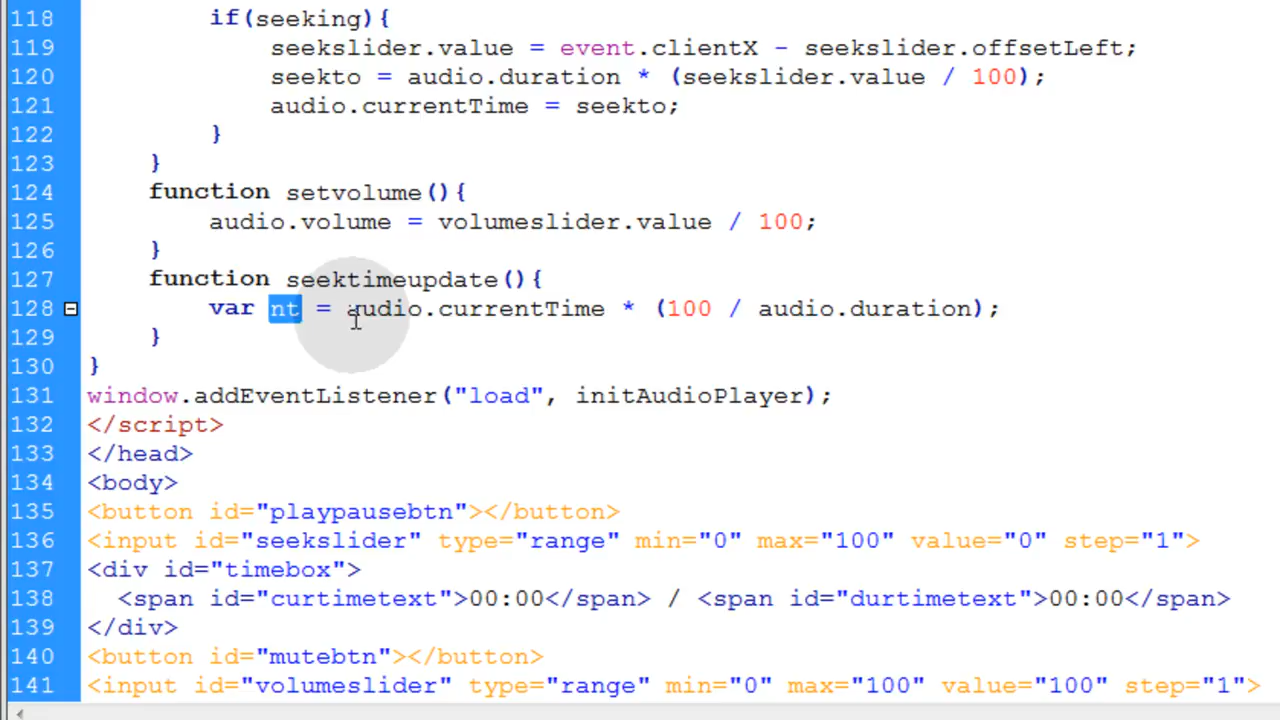 118 if(seeking){
119 seekslider.value = event.clientX - seekslider.offsetLeft;
120 seekto = audio.duration * (seekslider.value / 100);
121 audio.currentTime = seekto;
122 }
123 }
124 function setvolume(){
125 audio.volume = volumeslider.value / 100;
126 }
127 function seektimeupdate(){
128 var nt = audio.currentTime * (100 / audio.duration);
129 }
130 }
131 window.addEventListener("load", initAudioPlayer);
132 </script>
133 </head>
134 <body>
135 <button id="playpausebtn"></button>
136 <input id="seekslider" type="range" min="0" max="100" value="0" step="1">
137 <div id="timebox">
138 <span id="curtimetext">00:00</span> / <span id="durtimetext">00:00</span>
139 </div>
140 <button id="mutebtn"></button>
141 <input id="volumeslider" type="range" min="0" max="100" value="100" step="1">